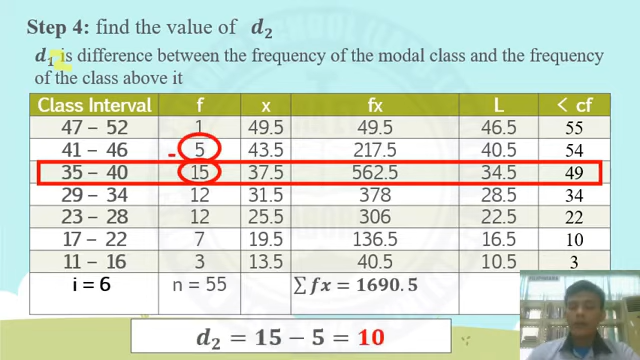 Step 4: find the value of d₂
d₁ is difference between the frequency of the modal class and the frequency
of the class above it
Class Interval f x fx L < cf
47 – 52 1 49.5 49.5 46.5 55
41 – 46 - 5 43.5 217.5 40.5 54
35 – 40 15 37.5 562.5 34.5 49
29 – 34 12 31.5 378 28.5 34
23 – 28 12 25.5 306 22.5 22
17 – 22 7 19.5 136.5 16.5 10
11 – 16 3 13.5 40.5 10.5 3
i = 6 n = 55 ∑fx = 1690.5
d₂ = 15 − 5 = 10